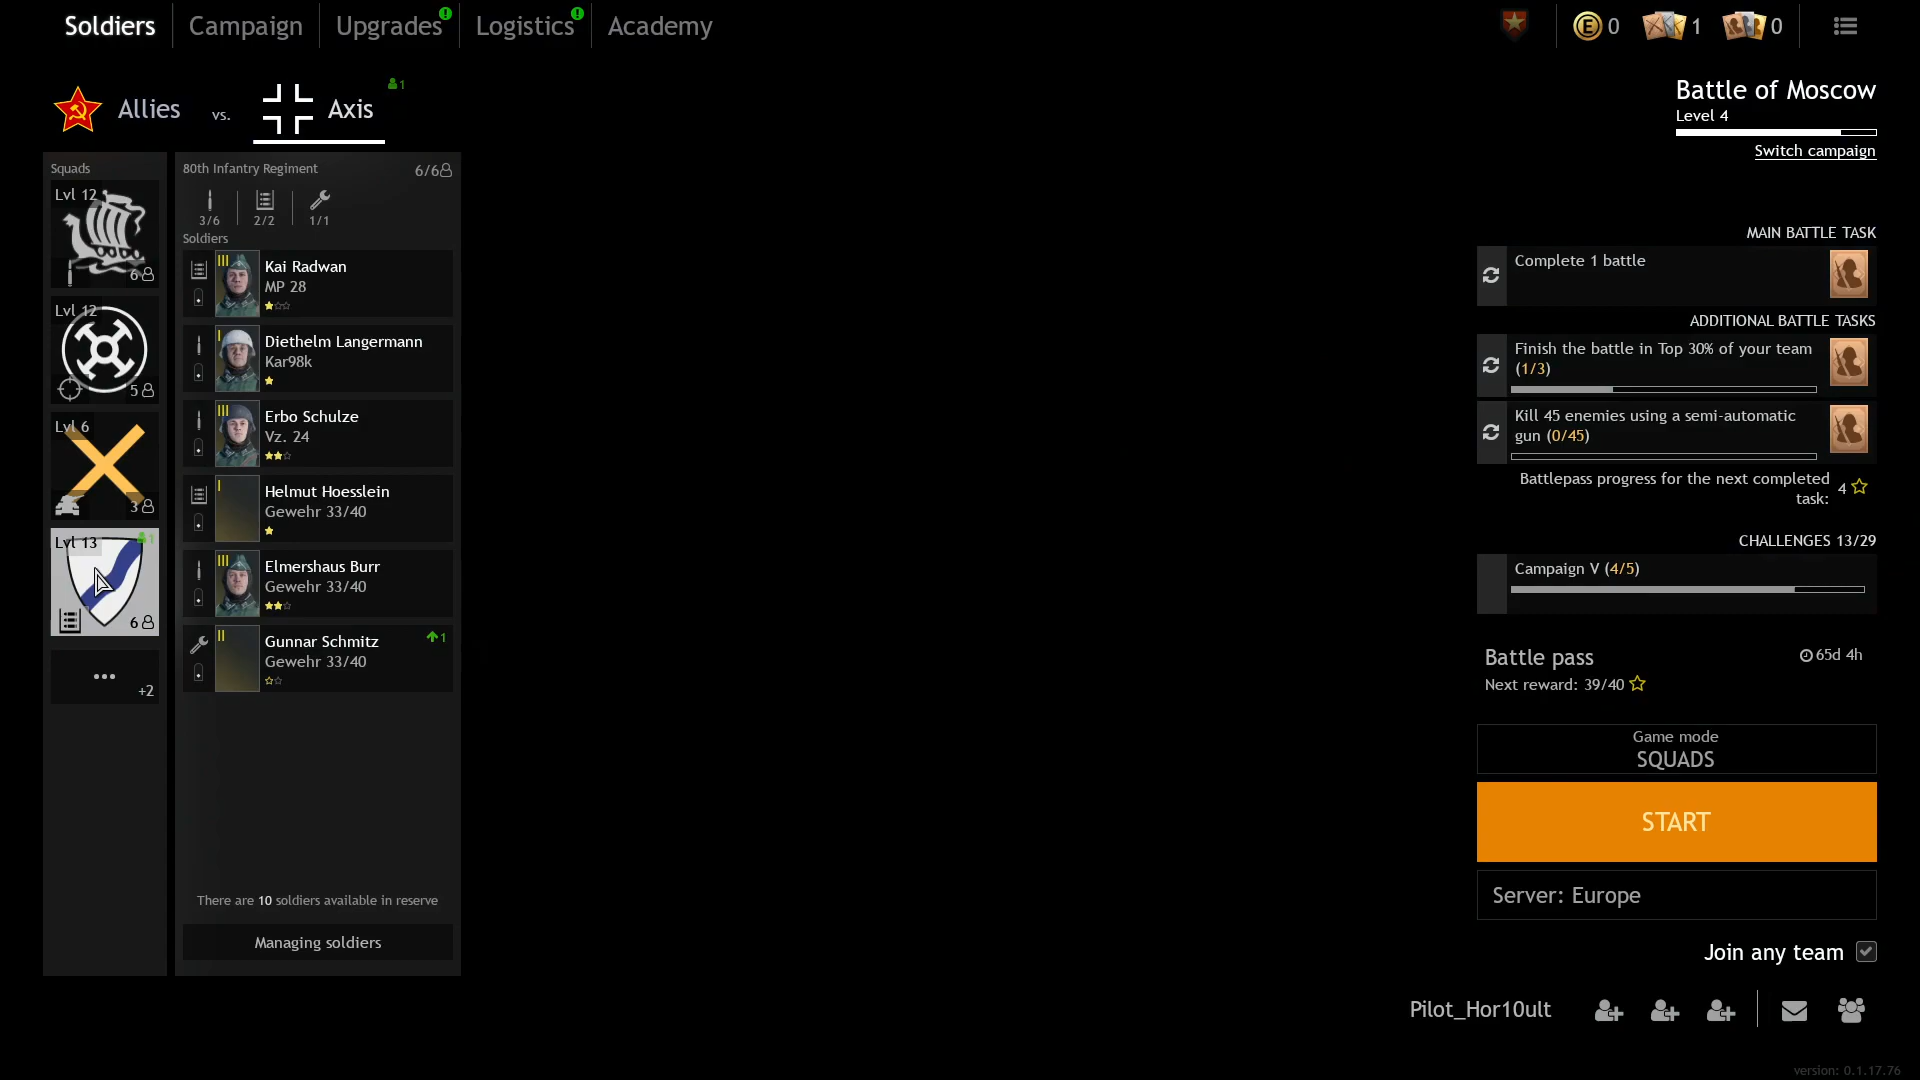 Soldiers
Campaign
Upgrades
Logistics
Academy
0
1
0
Allies
vs.
Axis
1
Battle of Moscow
Level 4
Switch campaign
Squads
Lvl 12
6
Lvl 12
5
Lvl 6
3
Lvl 13
1
6
...
+2
80th Infantry Regiment
6/6
3/6
2/2
1/1
Soldiers
III
Kai Radwan
MP 28
I
Diethelm Langermann
Kar98k
III
Erbo Schulze
Vz. 24
I
Helmut Hoesslein
Gewehr 33/40
III
Elmershaus Burr
Gewehr 33/40
II
Gunnar Schmitz
1
Gewehr 33/40
There are 10 soldiers available in reserve
Managing soldiers
MAIN BATTLE TASK
Complete 1 battle
ADDITIONAL BATTLE TASKS
Finish the battle in Top 30% of your team
(1/3)
Kill 45 enemies using a semi-automatic
gun (0/45)
Battlepass progress for the next completed
task:
4
CHALLENGES 13/29
Campaign V (4/5)
Battle pass
65d 4h
Next reward: 39/40
Game mode
SQUADS
START
Server: Europe
Join any team
Pilot_Hor10ult
version: 0.1.17.76